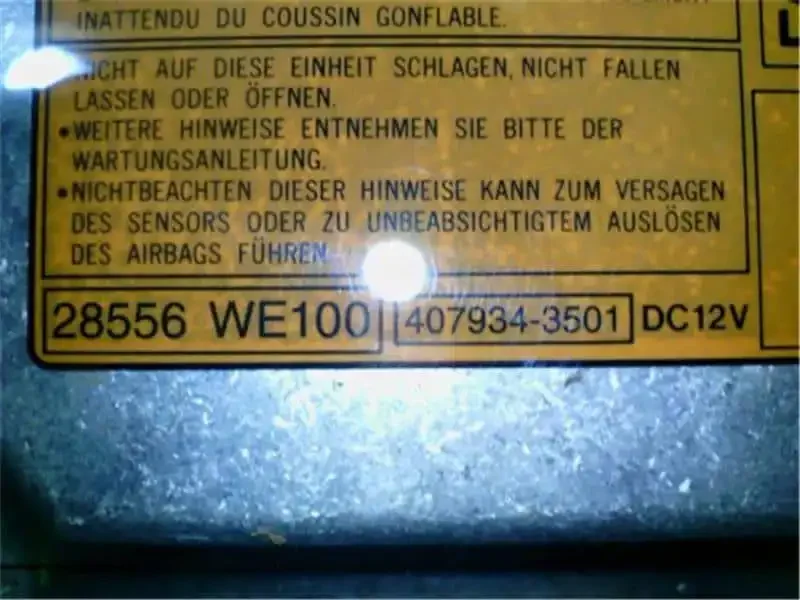 INATTENDU DU COUSSIN GONFLABLE.
NICHT AUF DIESE EINHEIT SCHLAGEN, NICHT FALLEN
LASSEN ODER ÖFFNEN.
•WEITERE HINWEISE ENTNEHMEN SIE BITTE DER
WARTUNGSANLEITUNG.
•NICHTBEACHTEN DIESER HINWEISE KANN ZUM VERSAGEN
DES SENSORS ODER ZU UNBEABSICHTIGTEM AUSLÖSEN
DES AIRBAGS FÜHREN
28556 WE100 407934-3501 DC12V